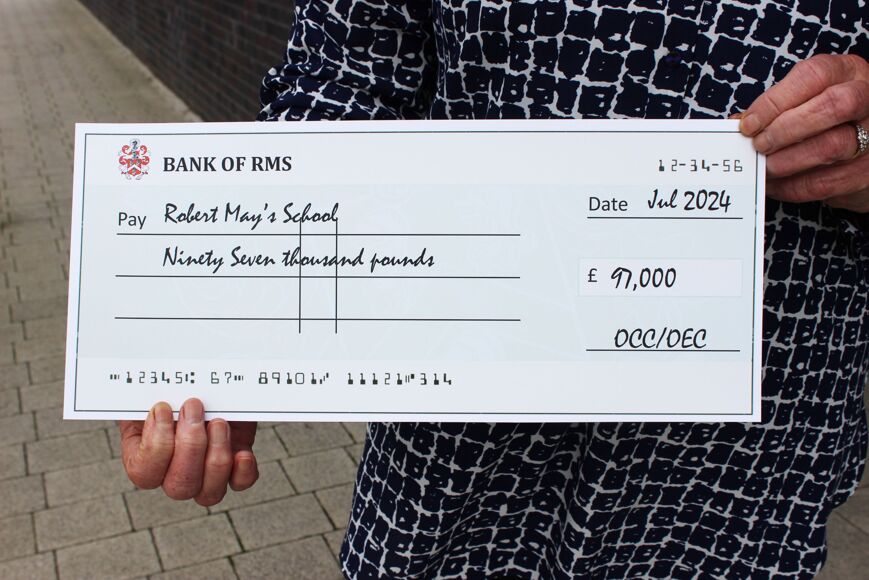 BANK OF RMS
12-34-56
Pay Robert May's School
Date Jul 2024
Ninety Seven thousand pounds
£ 97,000
OCC/OEC
⑈12345⑆ 67⑈ 89101⑇ 11121⑈314